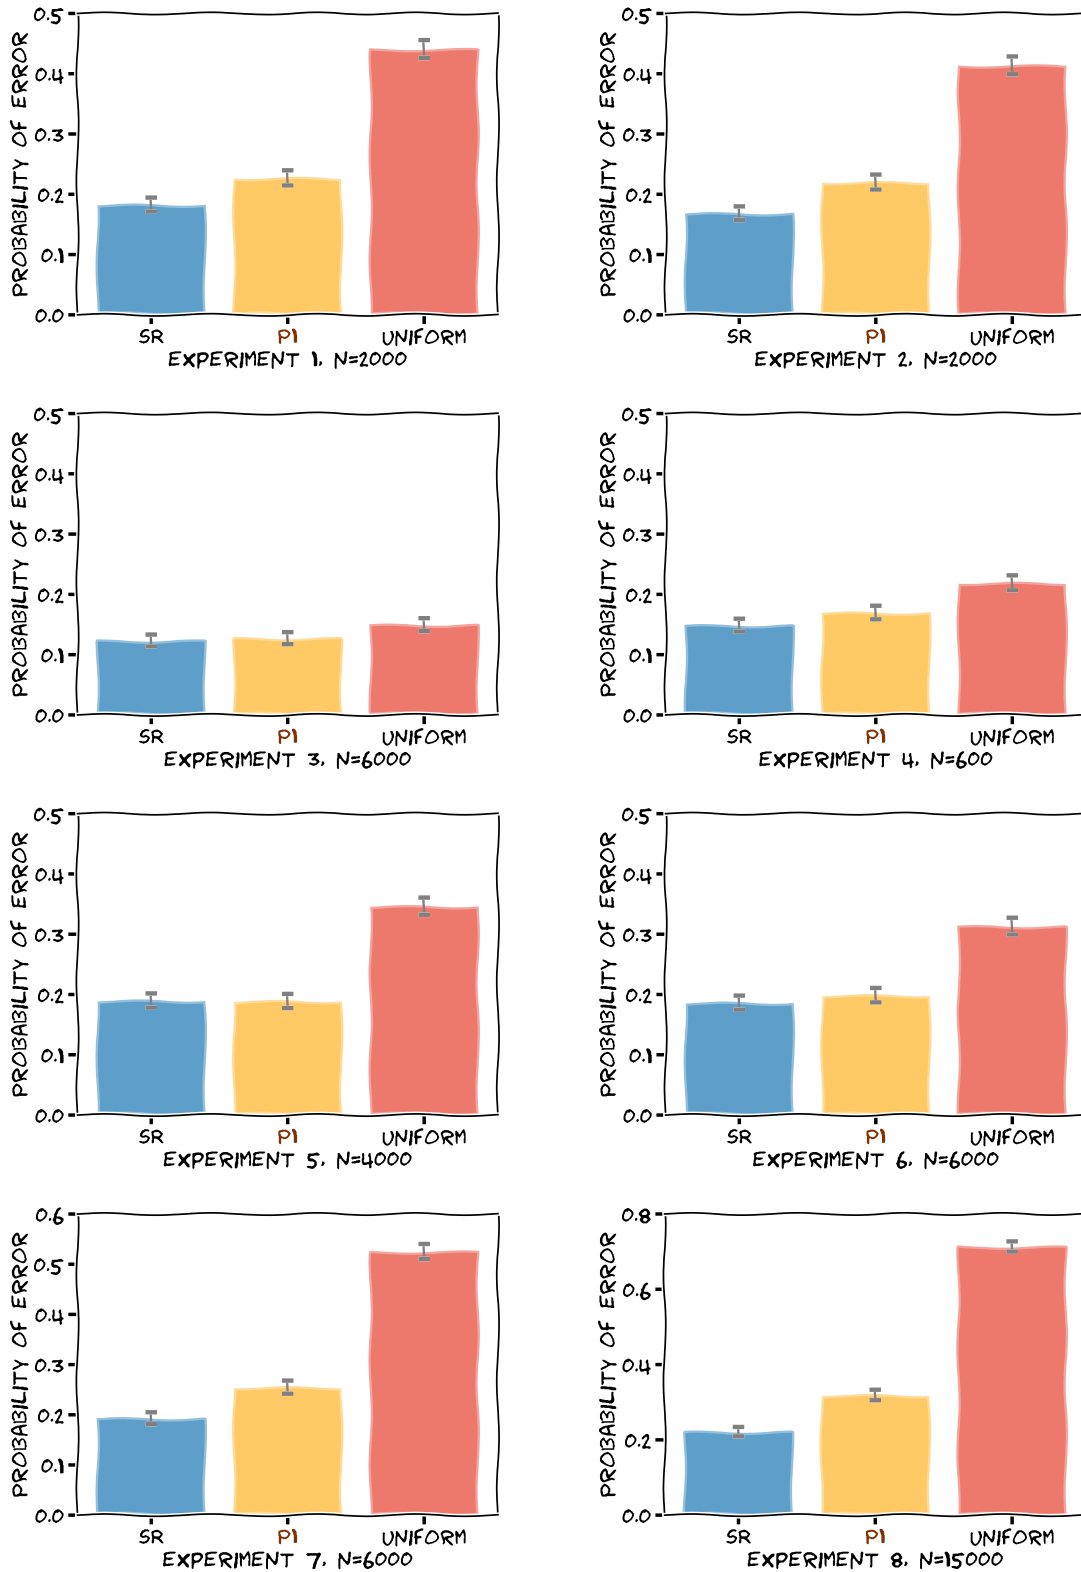 PROBABILITY OF ERROR
0.5
0.4
0.3
0.2
0.1
0.0
SR
P1
UNIFORM
EXPERIMENT 1, N=2000
PROBABILITY OF ERROR
0.5
0.4
0.3
0.2
0.1
0.0
SR
P1
UNIFORM
EXPERIMENT 2, N=2000
PROBABILITY OF ERROR
0.5
0.4
0.3
0.2
0.1
0.0
SR
P1
UNIFORM
EXPERIMENT 3, N=6000
PROBABILITY OF ERROR
0.5
0.4
0.3
0.2
0.1
0.0
SR
P1
UNIFORM
EXPERIMENT 4, N=600
PROBABILITY OF ERROR
0.5
0.4
0.3
0.2
0.1
0.0
SR
P1
UNIFORM
EXPERIMENT 5, N=4000
PROBABILITY OF ERROR
0.5
0.4
0.3
0.2
0.1
0.0
SR
P1
UNIFORM
EXPERIMENT 6, N=6000
PROBABILITY OF ERROR
0.6
0.5
0.4
0.3
0.2
0.1
0.0
SR
P1
UNIFORM
EXPERIMENT 7, N=6000
PROBABILITY OF ERROR
0.8
0.6
0.4
0.2
0.0
SR
P1
UNIFORM
EXPERIMENT 8, N=15000